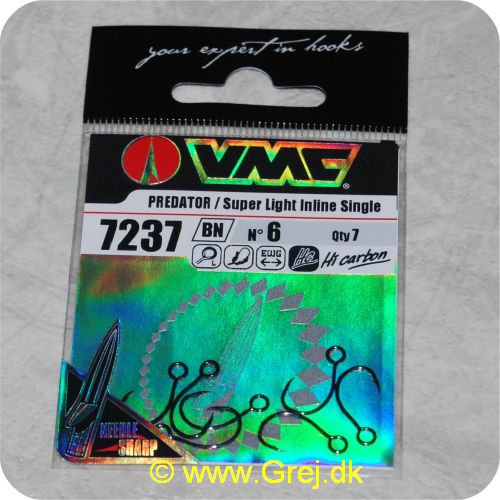 your expert in hooks
VMC®
PREDATOR / Super Light Inline Single
7237 BN N° 6 Qty 7
L EWG Hi carbon
NEEDLE
SHARP
© www.Grej.dk